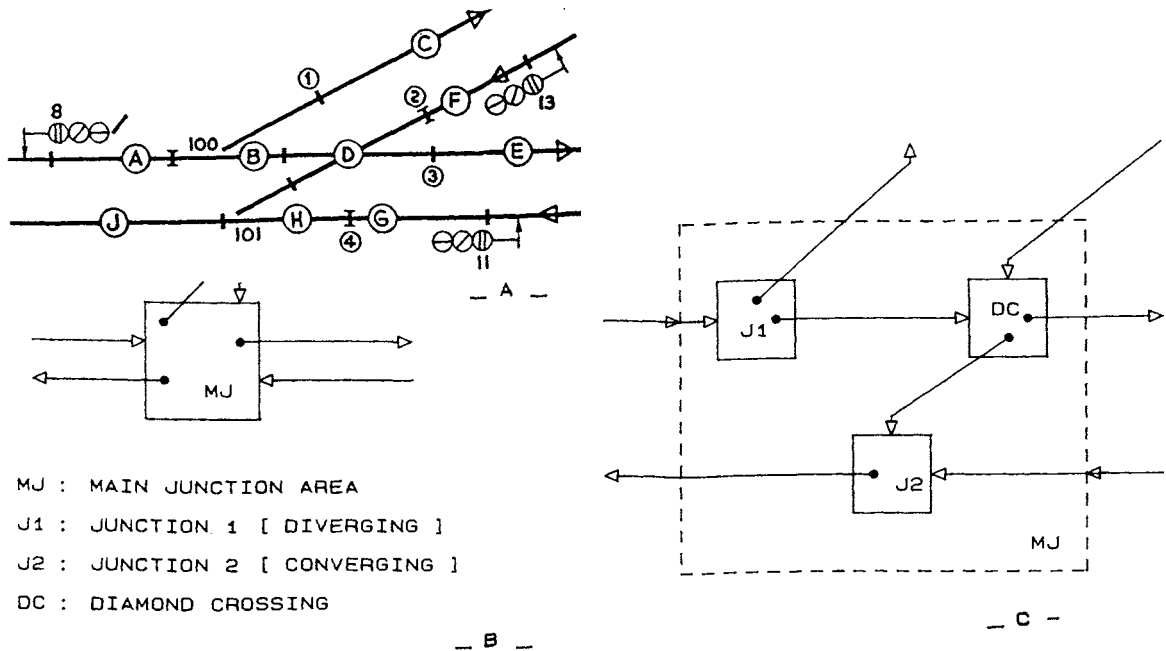 C
1
2
F
13
8
A
100
B
D
E
3
J
101
H
G
4
11
_ A _
MJ
MJ : MAIN JUNCTION AREA
J1 : JUNCTION 1 [ DIVERGING ]
J2 : JUNCTION 2 [ CONVERGING ]
DC : DIAMOND CROSSING
_ B _
J1
DC
J2
MJ
_ C -